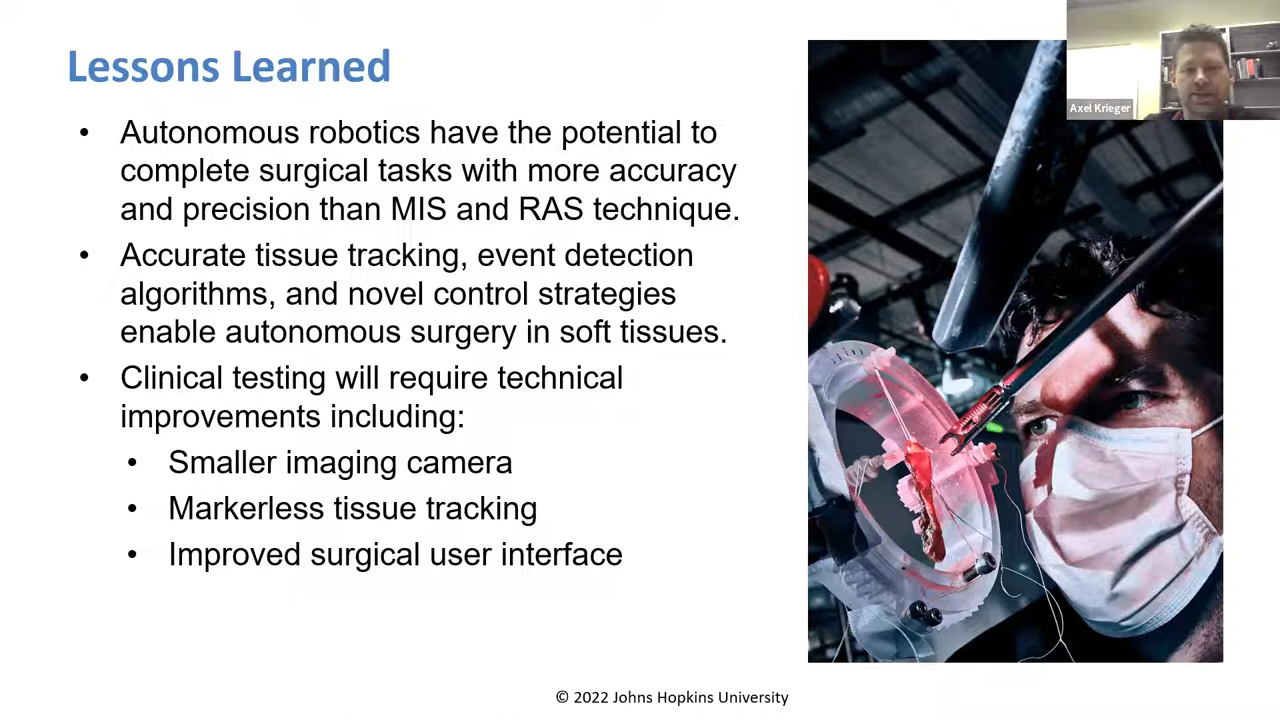 Lessons Learned
• Autonomous robotics have the potential to
complete surgical tasks with more accuracy
and precision than MIS and RAS technique.
• Accurate tissue tracking, event detection
algorithms, and novel control strategies
enable autonomous surgery in soft tissues.
• Clinical testing will require technical
improvements including:
• Smaller imaging camera
• Markerless tissue tracking
• Improved surgical user interface
Axel Krieger
© 2022 Johns Hopkins University